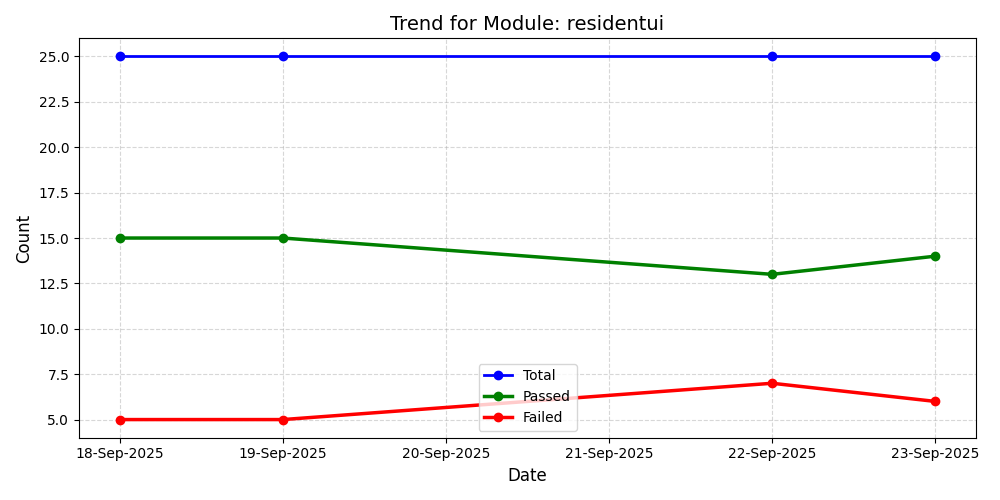 Trend for Module: residentui
25.0
22.5
20.0
17.5
15.0
12.5
10.0
7.5
5.0
Count
Total
Passed
Failed
18-Sep-2025 19-Sep-2025 20-Sep-2025 21-Sep-2025 22-Sep-2025 23-Sep-2025
Date